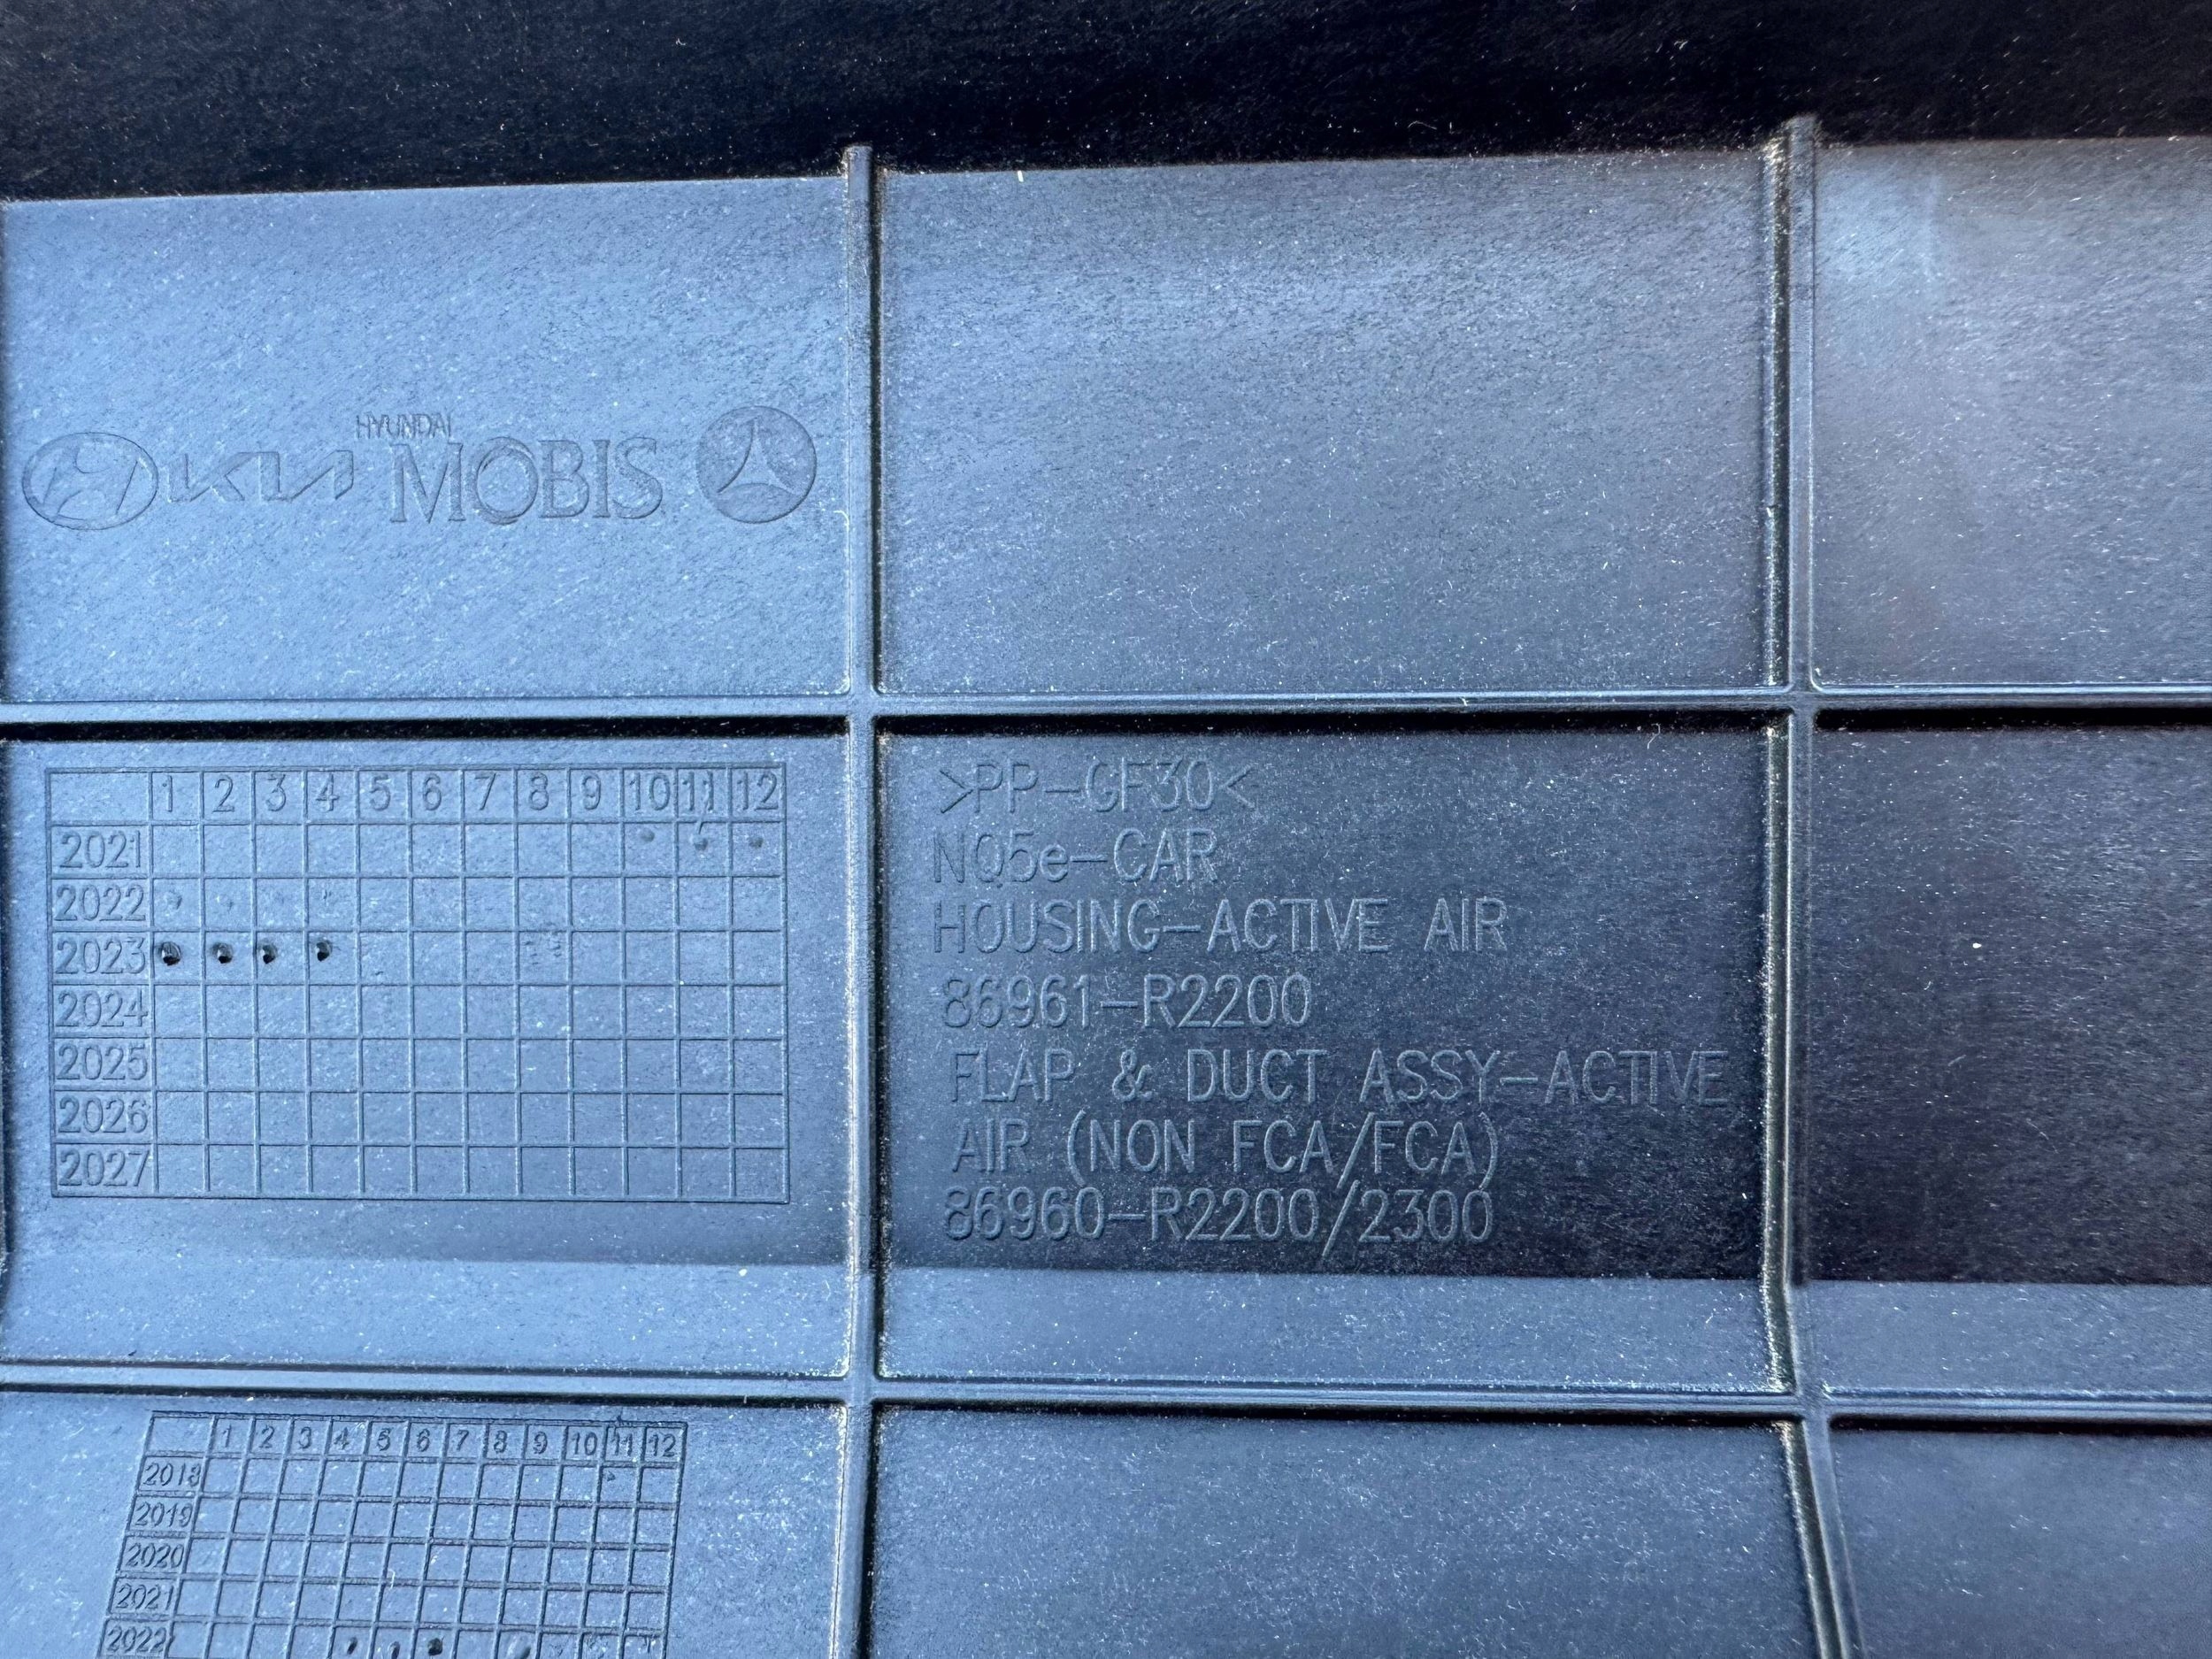 HYUNDAI
KIA MOBIS
1 2 3 4 5 6 7 8 9 10 11 12
2021
2022
2023
2024
2025
2026
2027
>PP-GF30<
NQ5e-CAR
HOUSING-ACTIVE AIR
86961-R2200
FLAP & DUCT ASSY-ACTIVE
AIR (NON FCA/FCA)
86960-R2200/2300
1 2 3 4 5 6 7 8 9 10 11 12
2018
2019
2020
2021
2022